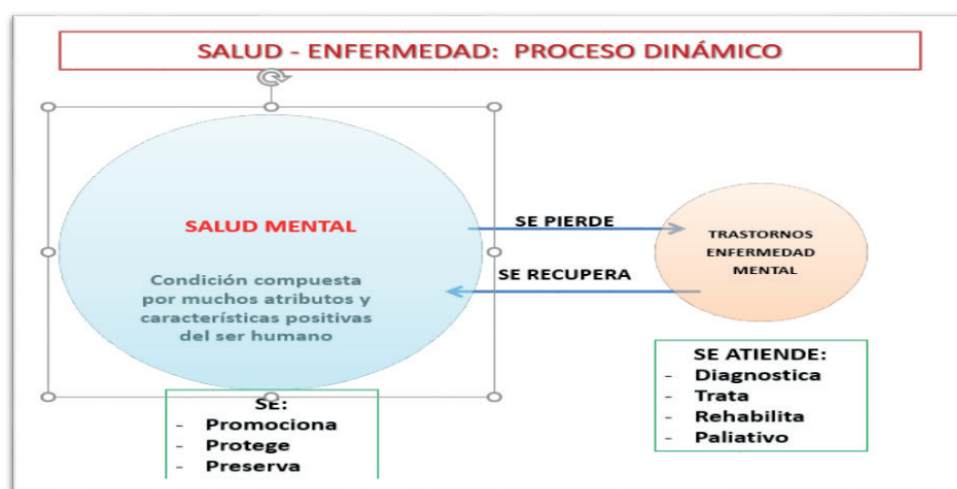 SALUD - ENFERMEDAD: PROCESO DINÁMICO
SALUD MENTAL
Condición compuesta
por muchos atributos y
características positivas
del ser humano
SE PIERDE
SE RECUPERA
TRASTORNOS
ENFERMEDAD
MENTAL
SE:
- Promociona
- Protege
- Preserva
SE ATIENDE:
- Diagnostica
- Trata
- Rehabilita
- Paliativo